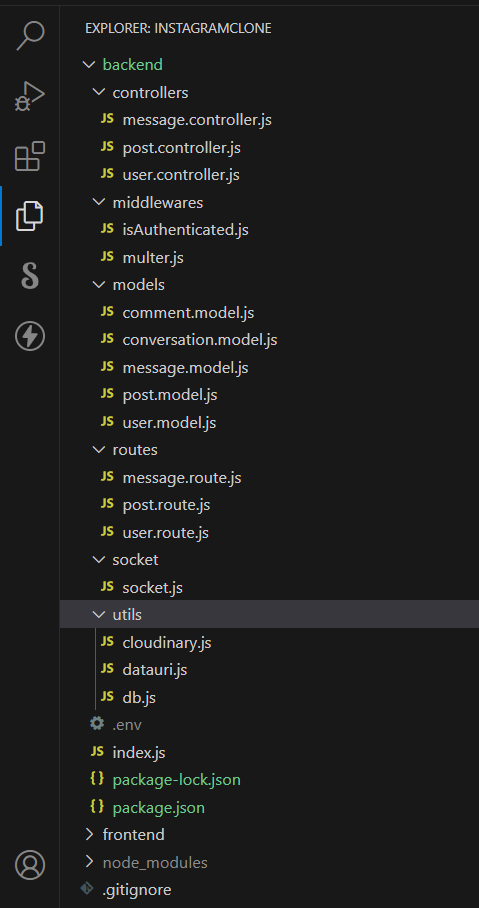 EXPLORER: INSTAGRAMCLONE
backend
controllers
JS message.controller.js
JS post.controller.js
JS user.controller.js
middlewares
JS isAuthenticated.js
JS multer.js
models
JS comment.model.js
JS conversation.model.js
JS message.model.js
JS post.model.js
JS user.model.js
routes
JS message.route.js
JS post.route.js
JS user.route.js
socket
JS socket.js
utils
JS cloudinary.js
JS datauri.js
JS db.js
.env
JS index.js
{} package-lock.json
{} package.json
frontend
node_modules
.gitignore